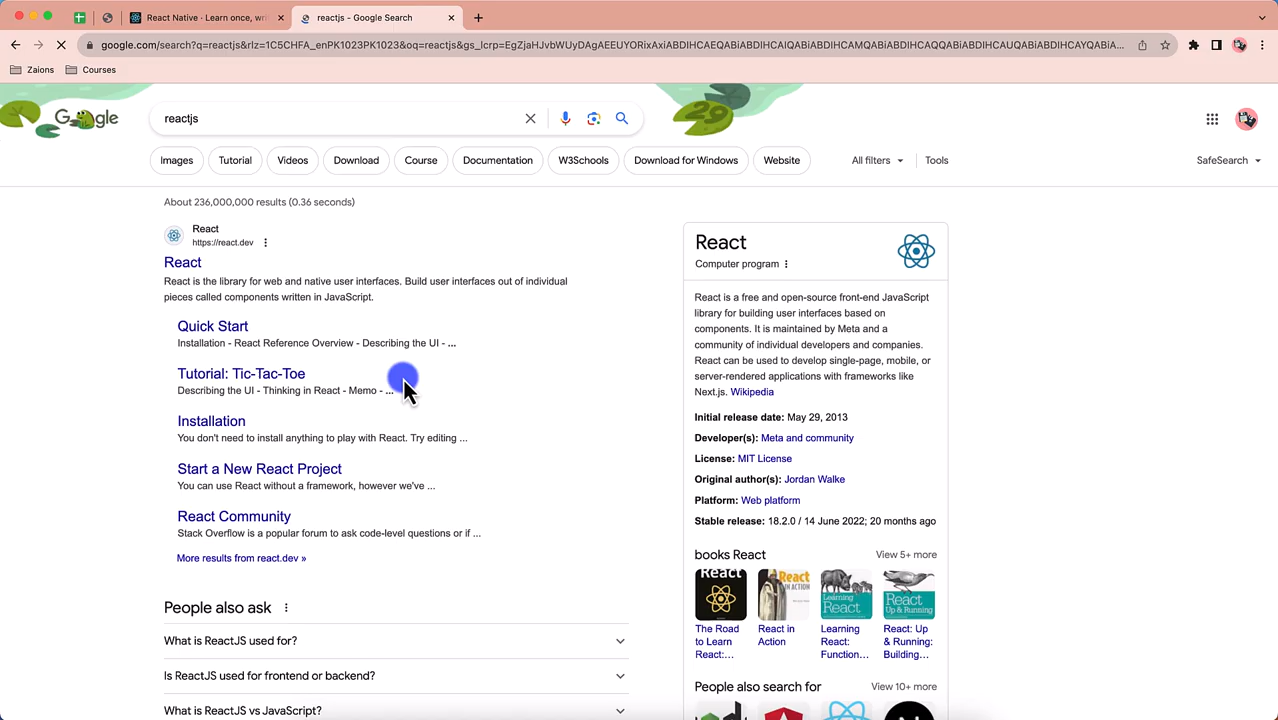 React Native · Learn once, wr
reactjs - Google Search
google.com/search?q=reactjs&rlz=1C5CHFA_enPK1023PK1023&oq=reactjs&gs_lcrp=EgZjaHJvbWUyDAgAEEUYORixAxiABDIHCAEQABiABDIHCAIQABiABDIHCAMQABiABDIHCAQQABiABDIHCAUQABiABDIHCAYQABiA...
Zaions
Courses
Google
reactjs
29
Images
Tutorial
Videos
Download
Course
Documentation
W3Schools
Download for Windows
Website
All filters
Tools
SafeSearch
About 236,000,000 results (0.36 seconds)
React
https://react.dev
React
React is the library for web and native user interfaces. Build user interfaces out of individual
pieces called components written in JavaScript.
Quick Start
Installation - React Reference Overview - Describing the UI - ...
Tutorial: Tic-Tac-Toe
Describing the UI - Thinking in React - Memo - ...
Installation
You don't need to install anything to play with React. Try editing ...
Start a New React Project
You can use React without a framework, however we've ...
React Community
Stack Overflow is a popular forum to ask code-level questions or if ...
More results from react.dev »
People also ask
What is ReactJS used for?
Is ReactJS used for frontend or backend?
What is ReactJS vs JavaScript?
React
Computer program
React is a free and open-source front-end JavaScript
library for building user interfaces based on
components. It is maintained by Meta and a
community of individual developers and companies.
React can be used to develop single-page, mobile, or
server-rendered applications with frameworks like
Next.js. Wikipedia
Initial release date: May 29, 2013
Developer(s): Meta and community
License: MIT License
Original author(s): Jordan Walke
Platform: Web platform
Stable release: 18.2.0 / 14 June 2022; 20 months ago
books React
View 5+ more
React
React
IN ACTION
Learning
React
React
Up & Running
The Road
to Learn
React:...
React in
Action
Learning
React:
Function...
React: Up
& Running:
Building...
People also search for
View 10+ more